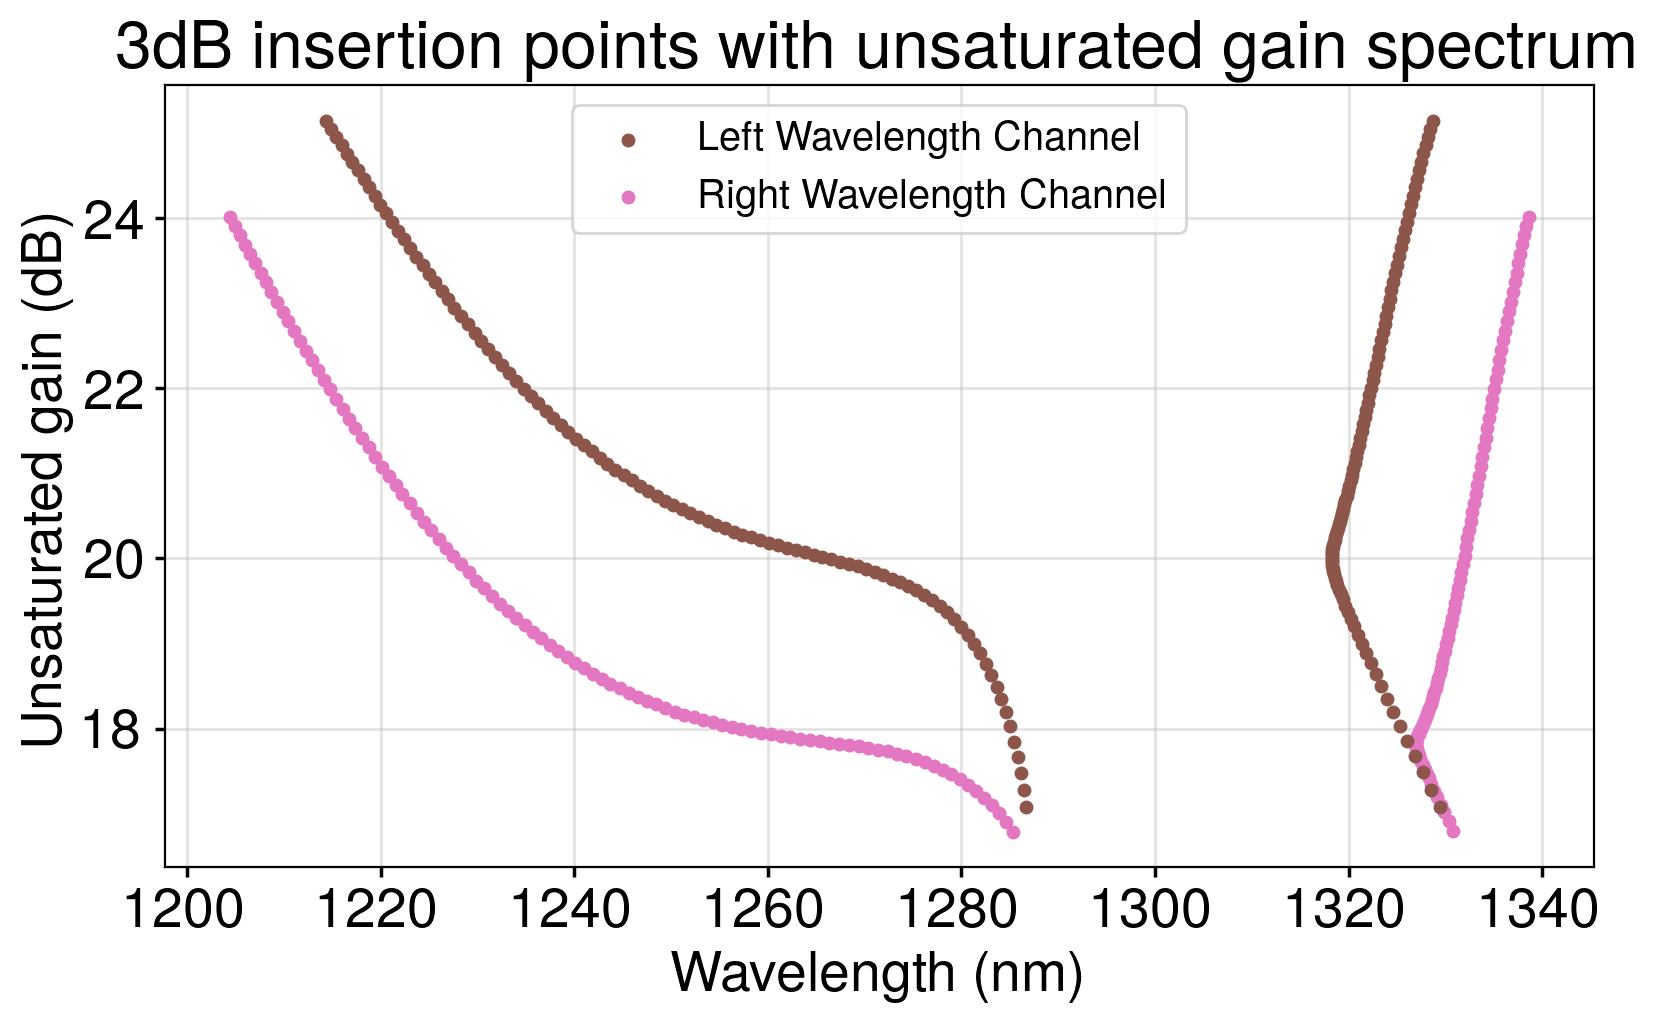 3dB insertion points with unsaturated gain spectrum
Left Wavelength Channel
Right Wavelength Channel
Unsaturated gain (dB)
24
22
20
18
1200 1220 1240 1260 1280 1300 1320 1340
Wavelength (nm)